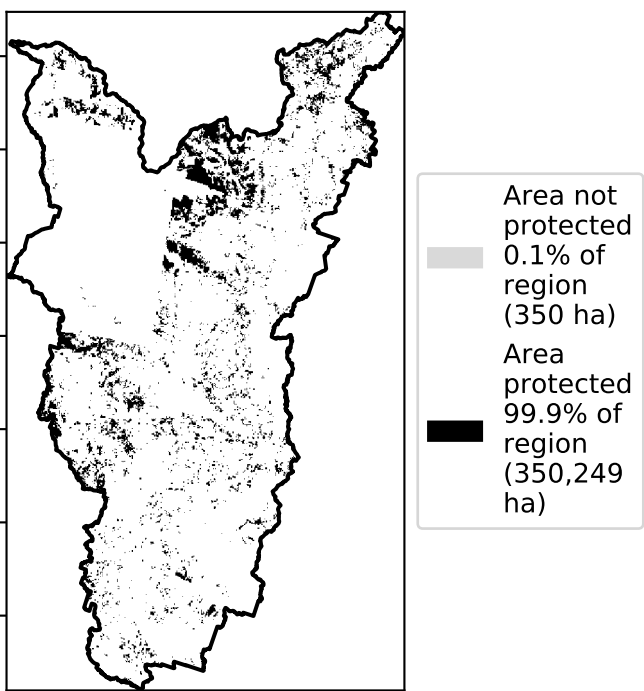 Area not
protected
0.1% of
region
(350 ha)
Area
protected
99.9% of
region
(350,249
ha)